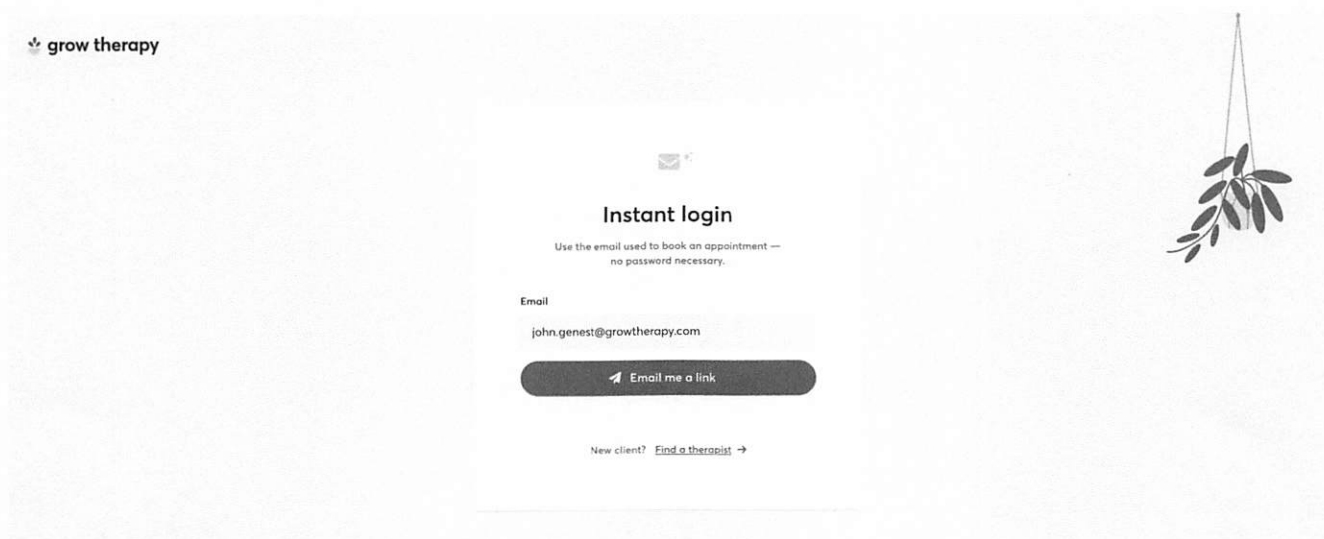 grow therapy
Instant login
Use the email used to book an appointment —
no password necessary.
Email
john.genest@growtherapy.com
Email me a link
New client? Find a therapist →